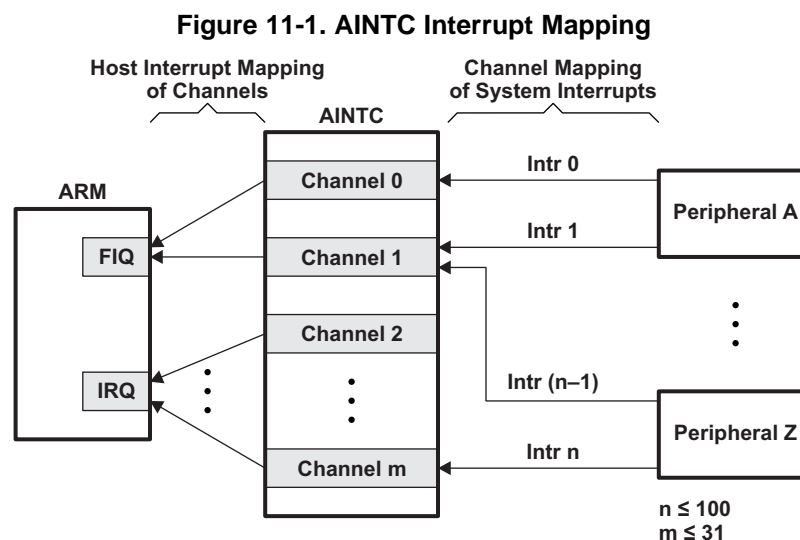 Figure 11-1. AINTC Interrupt Mapping
Host Interrupt Mapping
of Channels
Channel Mapping
of System Interrupts
AINTC
ARM
FIQ
IRQ
Channel 0
Channel 1
Channel 2
Channel m
Intr 0
Intr 1
Intr (n–1)
Intr n
Peripheral A
Peripheral Z
n ≤ 100
m ≤ 31